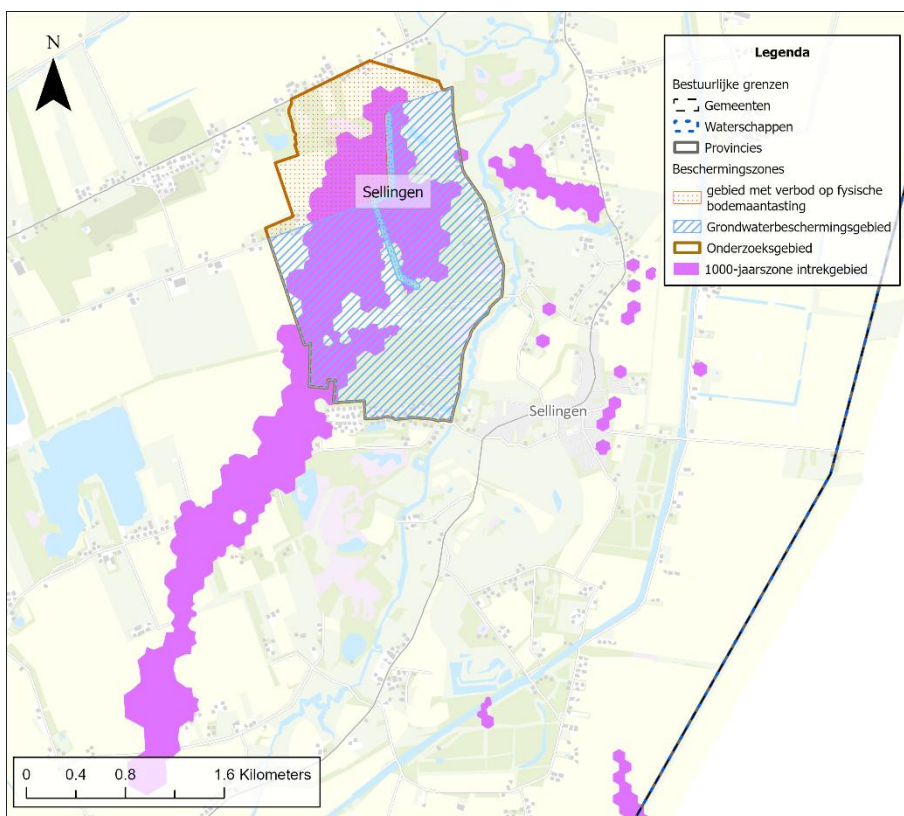 N
Legenda
Bestuurlijke grenzen
Gemeenten
Waterschappen
Provincies
Beschermingszones
gebied met verbod op fysische
bodemaantasting
Grondwaterbeschermingsgebied
Onderzoeksgebied
1000-jaarszone intrekgebied
Sellingen
Sellingen
0 0.4 0.8 1.6 Kilometers